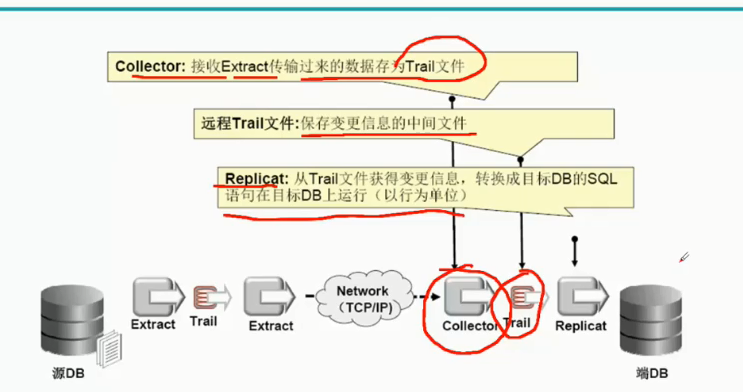 Collector: 接收Extract传输过来的数据存为Trail文件
远程Trail文件:保存变更信息的中间文件
Replicat: 从Trail文件获得变更信息，转换成目标DB的SQL
语句在目标DB上运行（以行为单位）
Network
（TCP/IP)
Extract
Trail
Extract
Collector
Trail
Replicat
源DB
端DB